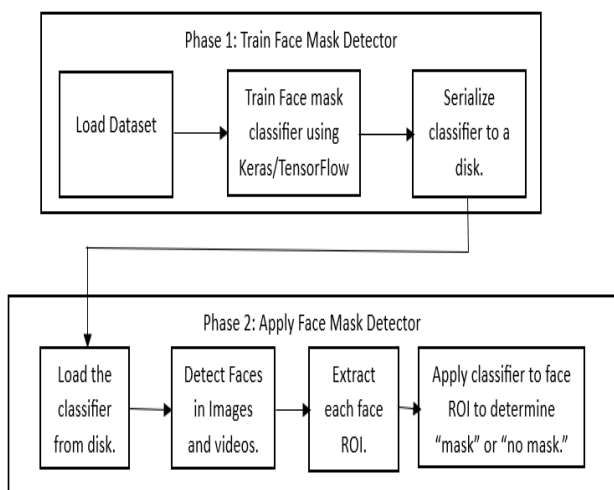 Phase 1: Train Face Mask Detector
Load Dataset
Train Face mask
classifier using
Keras/TensorFlow
Serialize
classifier to a
disk.
Phase 2: Apply Face Mask Detector
Load the
classifier
from disk.
Detect Faces
in Images
and videos.
Extract
each face
ROI.
Apply classifier to face
ROI to determine
“mask” or “no mask.”